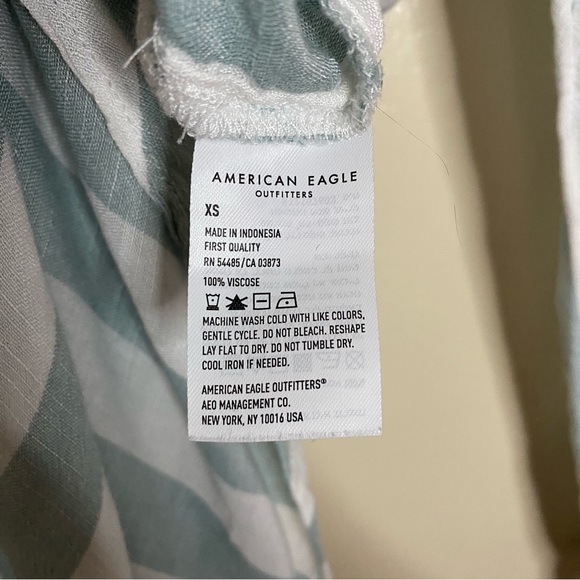 AMERICAN EAGLE
OUTFITTERS
XS
MADE IN INDONESIA
FIRST QUALITY
RN 54485/CA 03873
100% VISCOSE
MACHINE WASH COLD WITH LIKE COLORS,
GENTLE CYCLE. DO NOT BLEACH. RESHAPE
LAY FLAT TO DRY. DO NOT TUMBLE DRY.
COOL IRON IF NEEDED.
AMERICAN EAGLE OUTFITTERS®
AEO MANAGEMENT CO.
NEW YORK, NY 10016 USA